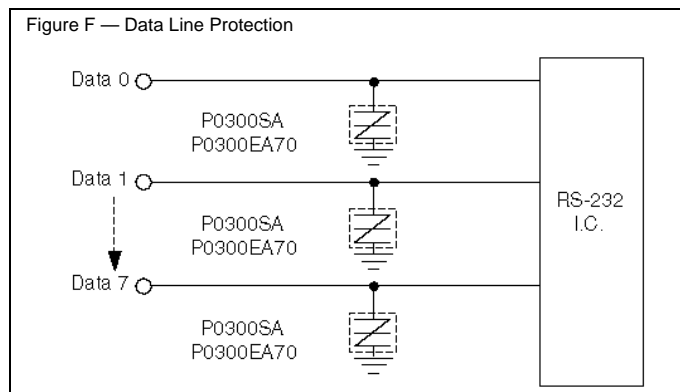 Figure F — Data Line Protection
Data 0
P0300SA
P0300EA70
Data 1
P0300SA
P0300EA70
RS-232
I.C.
Data 7
P0300SA
P0300EA70